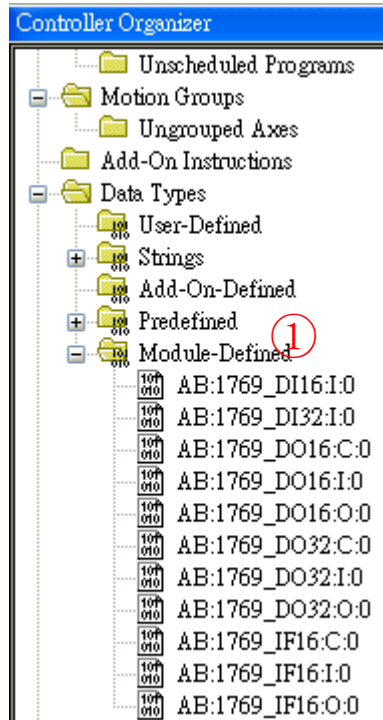 Controller Organizer
Unscheduled Programs
Motion Groups
Ungrouped Axes
Add-On Instructions
Data Types
User-Defined
Strings
Add-On-Defined
Predefined
①
Module-Defined
AB:1769_DI16:I:0
AB:1769_DI32:I:0
AB:1769_DO16:C:0
AB:1769_DO16:I:0
AB:1769_DO16:O:0
AB:1769_DO32:C:0
AB:1769_DO32:I:0
AB:1769_DO32:O:0
AB:1769_IF16:C:0
AB:1769_IF16:I:0
AB:1769_IF16:O:0